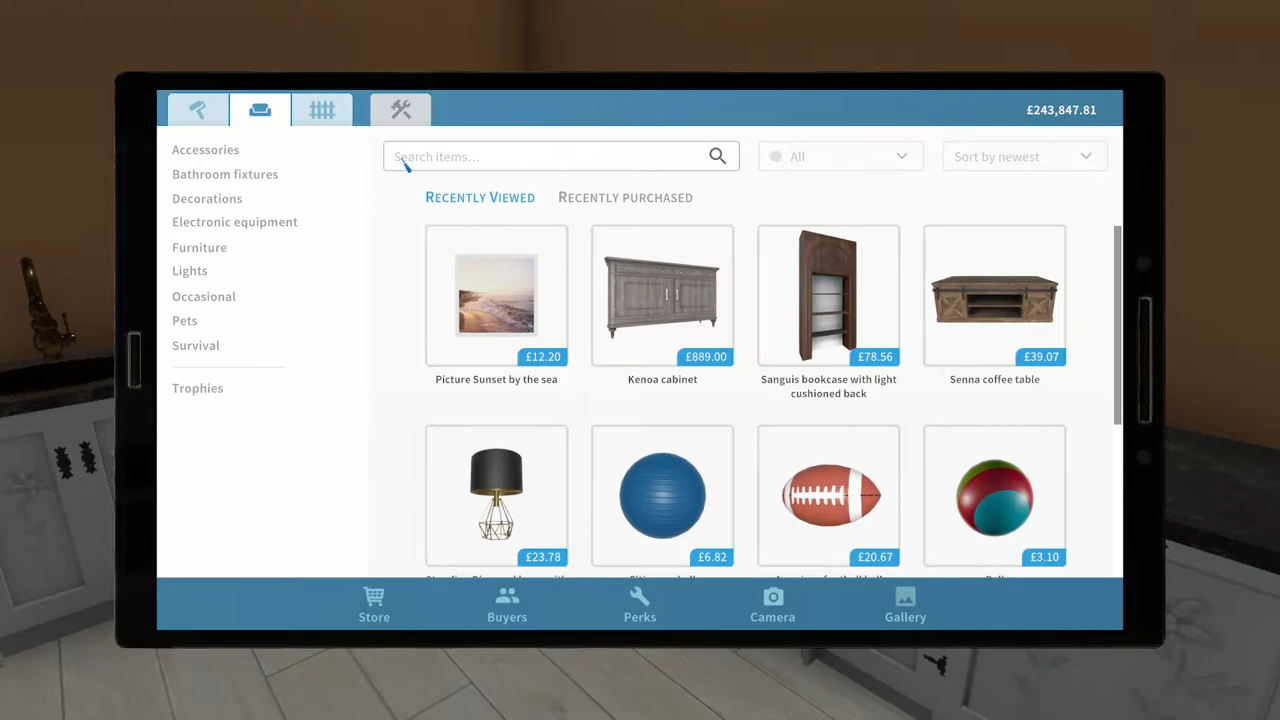 £243,847.81
Search items...
All
Sort by newest
Accessories
Bathroom fixtures
Decorations
Electronic equipment
Furniture
Lights
Occasional
Pets
Survival
Trophies
RECENTLY VIEWED
RECENTLY PURCHASED
£12.20
£889.00
£78.56
£39.07
Picture Sunset by the sea
Kenoa cabinet
Sanguis bookcase with light
cushioned back
Senna coffee table
£23.78
£6.82
£20.67
£3.10
Store
Buyers
Perks
Camera
Gallery